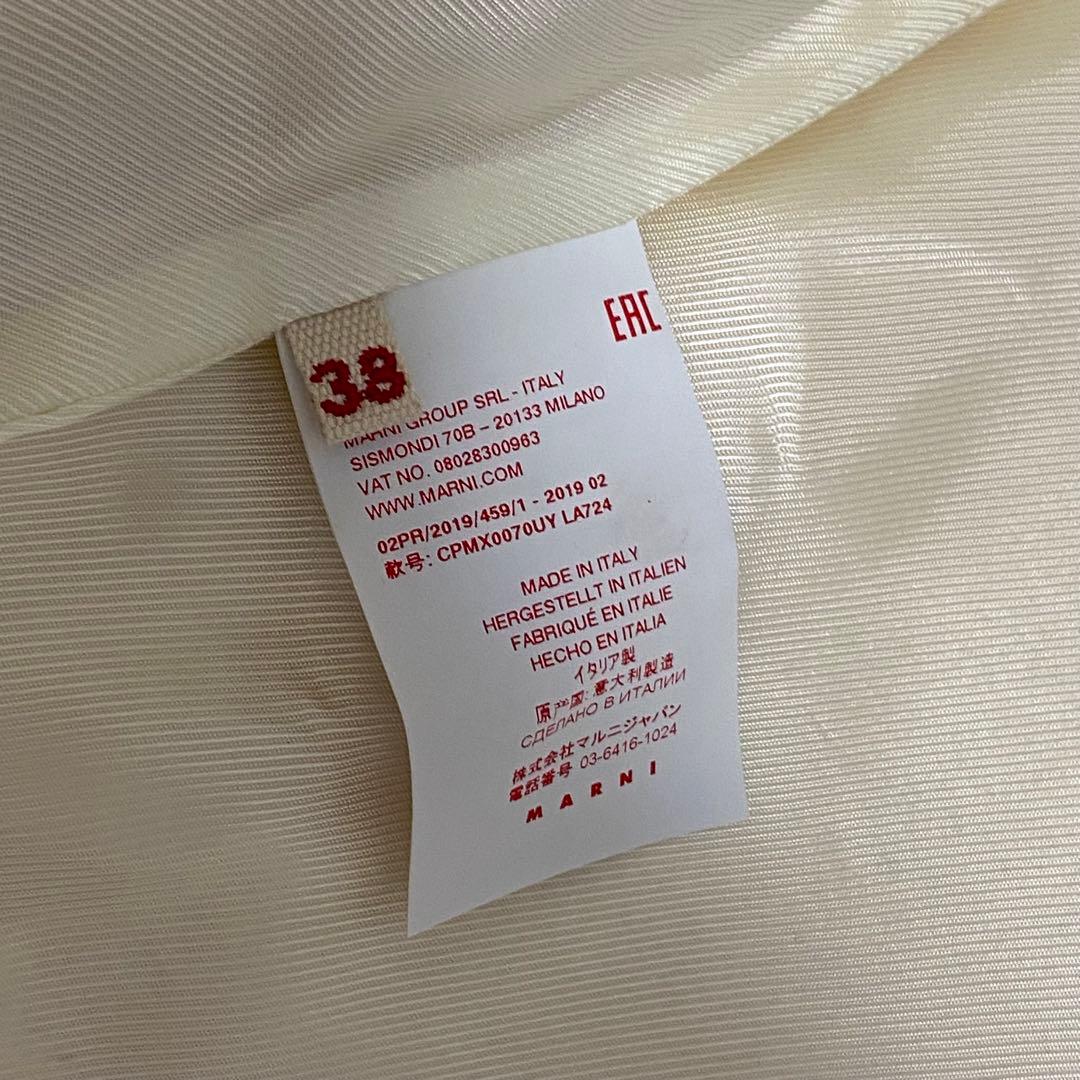 EAC
38
MARNI GROUP SRL - ITALY
SISMONDI 70B – 20133 MILANO
VAT NO. 08028300963
WWW.MARNI.COM
02PR/2019/459/1 - 2019 02
款号: CPMX0070UY LA724
MADE IN ITALY
HERGESTELLT IN ITALIEN
FABRIQUÉ EN ITALIE
HECHO EN ITALIA
イタリア製
原产国: 意大利製造
СДЕЛАНО В ИТАЛИИ
株式会社マルニジャパン
電話番号 03-6416-1024
MARNI